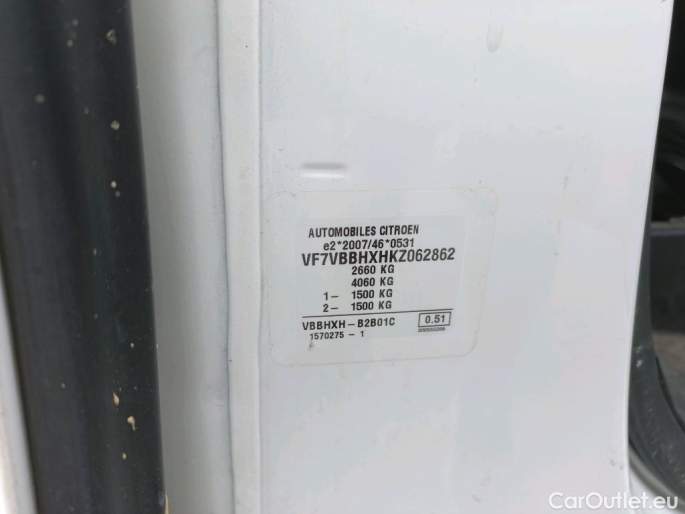 AUTOMOBILES CITROEN
e2*2007/46*0531
VF7VBBHXHKZ062862
2660 KG
4060 KG
1- 1500 KG
2- 1500 KG
VBBHXH-B2B01C 0.51
1570275-1
CarOutlet.eu